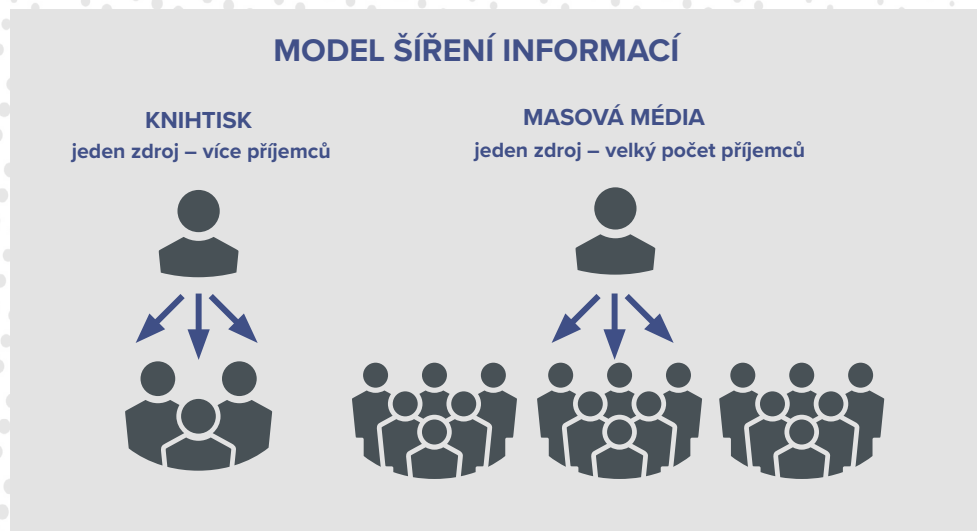 MODEL ŠÍŘENÍ INFORMACÍ
KNIHTISK
jeden zdroj – více příjemců
MASOVÁ MÉDIA
jeden zdroj – velký počet příjemců